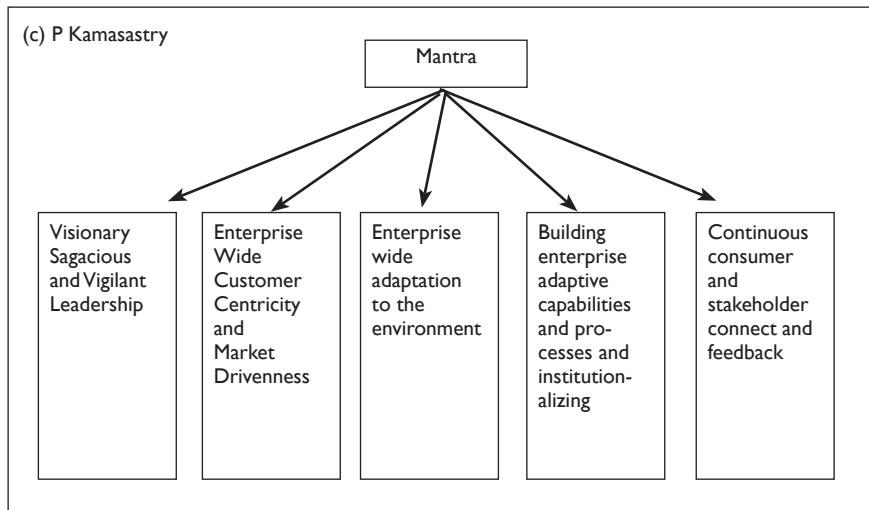 (c) P Kamasastry
Mantra
Visionary
Sagacious
and Vigilant
Leadership
Enterprise
Wide
Customer
Centricity
and
Market
Drivenness
Enterprise
wide
adaptation
to the
environment
Building
enterprise
adaptive
capabilities
and pro-
cesses and
institution-
alizing
Continuous
consumer
and
stakeholder
connect and
feedback